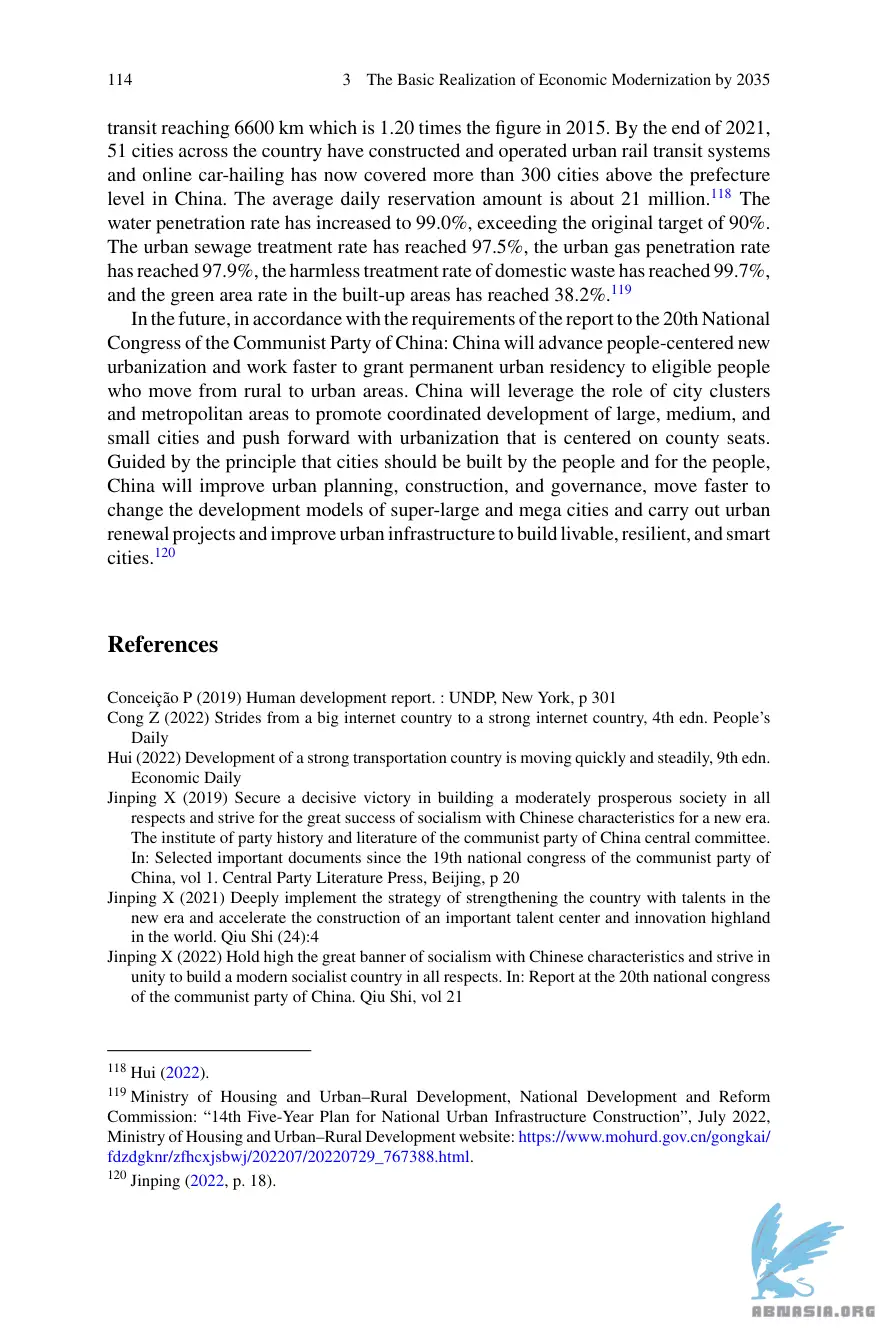 114 3 The Basic Realization of Economic Modernization by 2035
transit reaching 6600 km which is 1.20 times the figure in 2015. By the end of 2021,
51 cities across the country have constructed and operated urban rail transit systems
and online car-hailing has now covered more than 300 cities above the prefecture
level in China. The average daily reservation amount is about 21 million.118 The
water penetration rate has increased to 99.0%, exceeding the original target of 90%.
The urban sewage treatment rate has reached 97.5%, the urban gas penetration rate
has reached 97.9%, the harmless treatment rate of domestic waste has reached 99.7%,
and the green area rate in the built-up areas has reached 38.2%.119
In the future, in accordance with the requirements of the report to the 20th National
Congress of the Communist Party of China: China will advance people-centered new
urbanization and work faster to grant permanent urban residency to eligible people
who move from rural to urban areas. China will leverage the role of city clusters
and metropolitan areas to promote coordinated development of large, medium, and
small cities and push forward with urbanization that is centered on county seats.
Guided by the principle that cities should be built by the people and for the people,
China will improve urban planning, construction, and governance, move faster to
change the development models of super-large and mega cities and carry out urban
renewal projects and improve urban infrastructure to build livable, resilient, and smart
cities.120
References
Conceição P (2019) Human development report. : UNDP, New York, p 301
Cong Z (2022) Strides from a big internet country to a strong internet country, 4th edn. People's
Daily
Hui (2022) Development of a strong transportation country is moving quickly and steadily, 9th edn.
Economic Daily
Jinping X (2019) Secure a decisive victory in building a moderately prosperous society in all
respects and strive for the great success of socialism with Chinese characteristics for a new era.
The institute of party history and literature of the communist party of China central committee.
In: Selected important documents since the 19th national congress of the communist party of
China, vol 1. Central Party Literature Press, Beijing, p 20
Jinping X (2021) Deeply implement the strategy of strengthening the country with talents in the
new era and accelerate the construction of an important talent center and innovation highland
in the world. Qiu Shi (24):4
Jinping X (2022) Hold high the great banner of socialism with Chinese characteristics and strive in
unity to build a modern socialist country in all respects. In: Report at the 20th national congress
of the communist party of China. Qiu Shi, vol 21
118 Hui (2022).
119 Ministry of Housing and Urban–Rural Development, National Development and Reform
Commission: “14th Five-Year Plan for National Urban Infrastructure Construction”, July 2022,
Ministry of Housing and Urban–Rural Development website: https://www.mohurd.gov.cn/gongkai/
fdzdgknr/zfhcxjsbwj/202207/20220729_767388.html.
120 Jinping (2022, p. 18).
ABNASIA.ORG